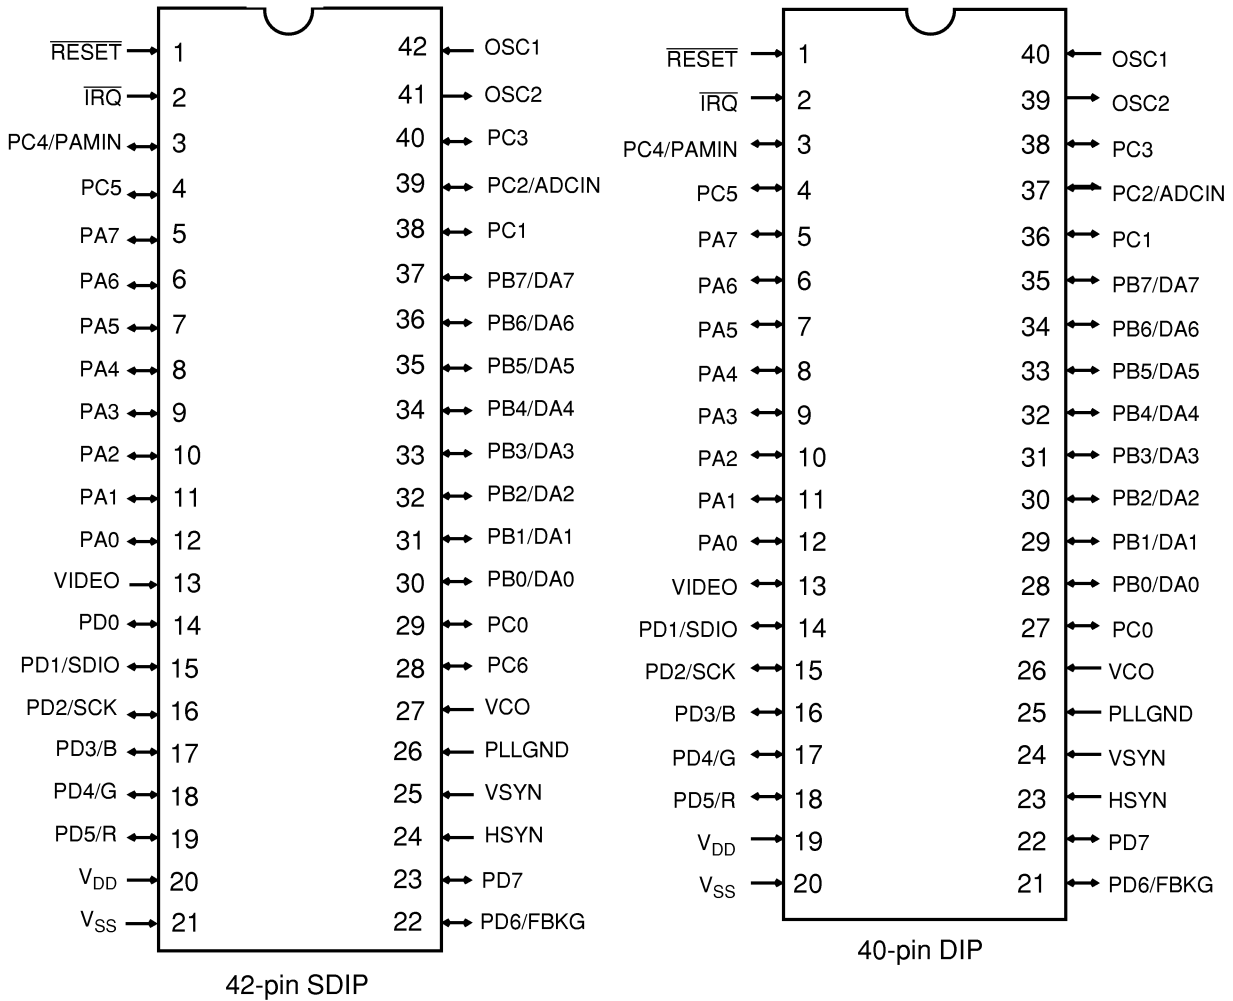 RESET 1 42 OSC1
IRQ 2 41 OSC2
PC4/PAMIN 3 40 PC3
PC5 4 39 PC2/ADCIN
PA7 5 38 PC1
PA6 6 37 PB7/DA7
PA5 7 36 PB6/DA6
PA4 8 35 PB5/DA5
PA3 9 34 PB4/DA4
PA2 10 33 PB3/DA3
PA1 11 32 PB2/DA2
PA0 12 31 PB1/DA1
VIDEO 13 30 PB0/DA0
PD0 14 29 PC0
PD1/SDIO 15 28 PC6
PD2/SCK 16 27 VCO
PD3/B 17 26 PLLGND
PD4/G 18 25 VSYN
PD5/R 19 24 HSYN
VDD 20 23 PD7
VSS 21 22 PD6/FBKG
42-pin SDIP
RESET 1 40 OSC1
IRQ 2 39 OSC2
PC4/PAMIN 3 38 PC3
PC5 4 37 PC2/ADCIN
PA7 5 36 PC1
PA6 6 35 PB7/DA7
PA5 7 34 PB6/DA6
PA4 8 33 PB5/DA5
PA3 9 32 PB4/DA4
PA2 10 31 PB3/DA3
PA1 11 30 PB2/DA2
PA0 12 29 PB1/DA1
VIDEO 13 28 PB0/DA0
PD1/SDIO 14 27 PC0
PD2/SCK 15 26 VCO
PD3/B 16 25 PLLGND
PD4/G 17 24 VSYN
PD5/R 18 23 HSYN
VDD 19 22 PD7
VSS 20 21 PD6/FBKG
40-pin DIP